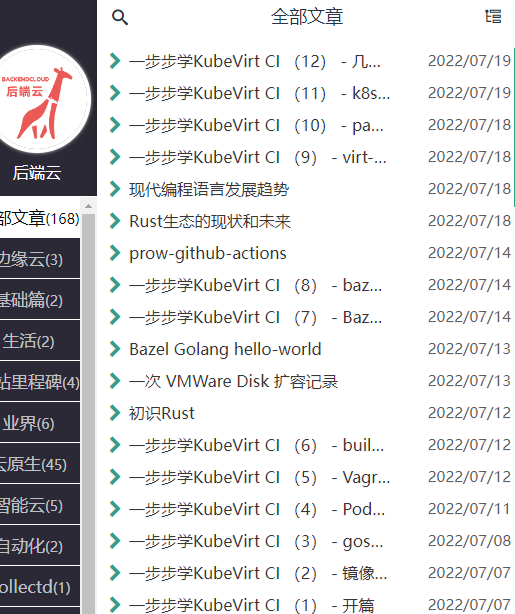 全部文章
BACKENDCLOUD
后端云
后端云
部文章(168)
边缘云(3)
基础篇(2)
生活(2)
站里程碑(4)
业界(6)
云原生(45)
智能云(5)
自动化(2)
ollectd(1)
一步步学KubeVirt CI （12） - 几... 2022/07/19
一步步学KubeVirt CI （11） - k8s... 2022/07/19
一步步学KubeVirt CI （10） - pa... 2022/07/18
一步步学KubeVirt CI （9） - virt-... 2022/07/18
现代编程语言发展趋势 2022/07/18
Rust生态的现状和未来 2022/07/18
prow-github-actions 2022/07/14
一步步学KubeVirt CI （8） - baz... 2022/07/14
一步步学KubeVirt CI （7） - Baz... 2022/07/14
Bazel Golang hello-world 2022/07/13
一次 VMWare Disk 扩容记录 2022/07/13
初识Rust 2022/07/12
一步步学KubeVirt CI （6） - buil... 2022/07/12
一步步学KubeVirt CI （5） - Vagr... 2022/07/12
一步步学KubeVirt CI （4） - Pod... 2022/07/11
一步步学KubeVirt CI （3） - gos... 2022/07/08
一步步学KubeVirt CI （2） - 镜像... 2022/07/07
一步步学KubeVirt CI （1） - 开篇 2022/07/07